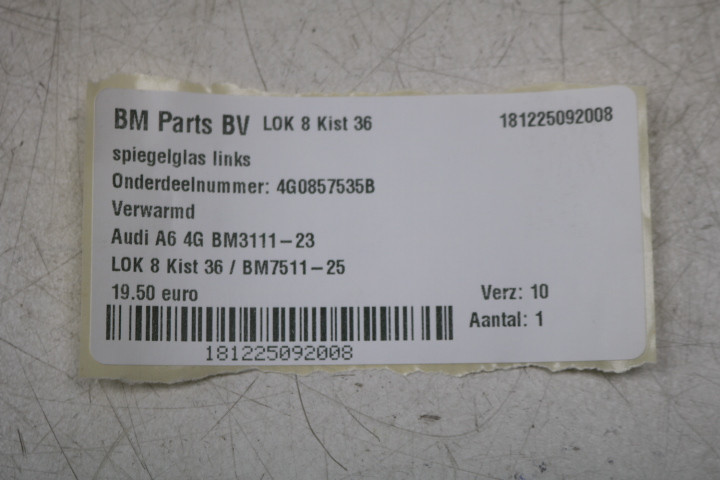 BM Parts BV LOK 8 Kist 36 181225092008
spiegelglas links
Onderdeelnummer: 4G0857535B
Verwarmd
Audi A6 4G BM3111-23
LOK 8 Kist 36 / BM7511-25
19.50 euro Verz: 10
Aantal: 1
181225092008